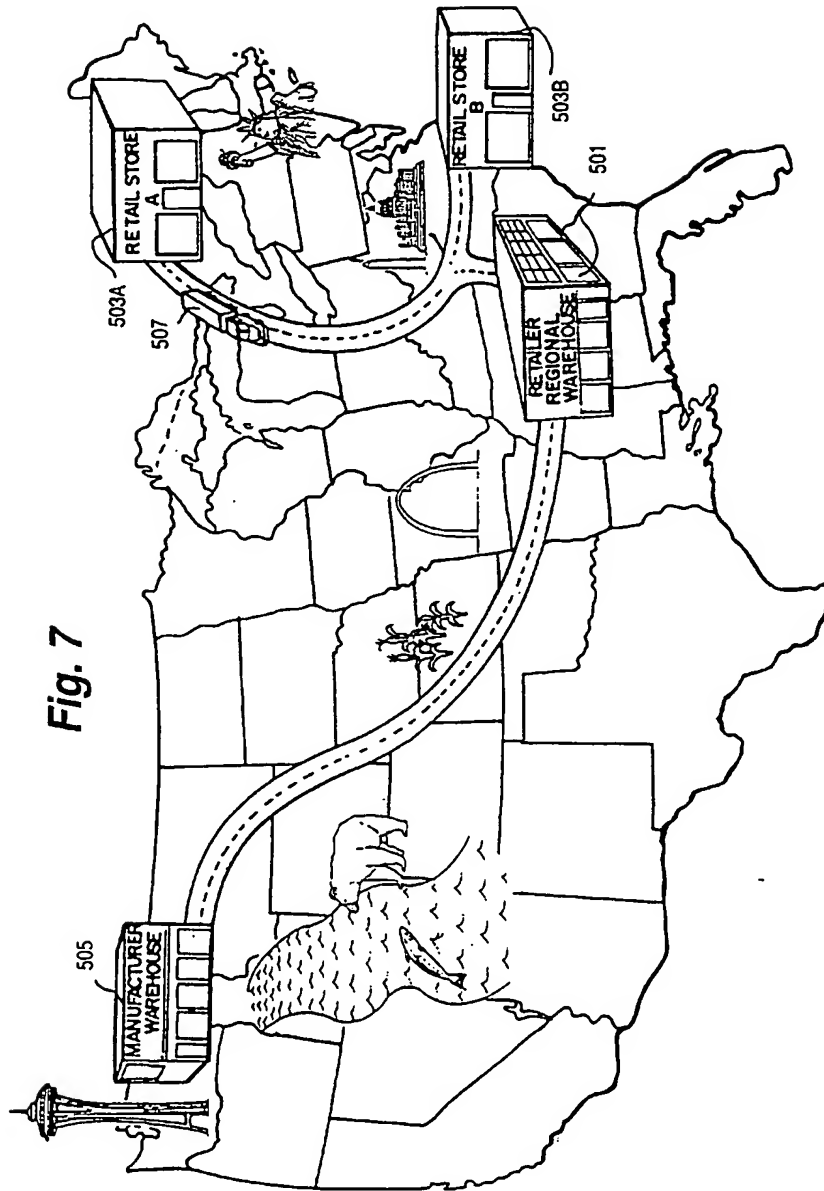 Fig. 7
505
MANUFACTURER
WAREHOUSE
503A
RETAIL STORE
A
507
RETAIL STORE
B
503B
RETAILER
REGIONAL
WAREHOUSE
501